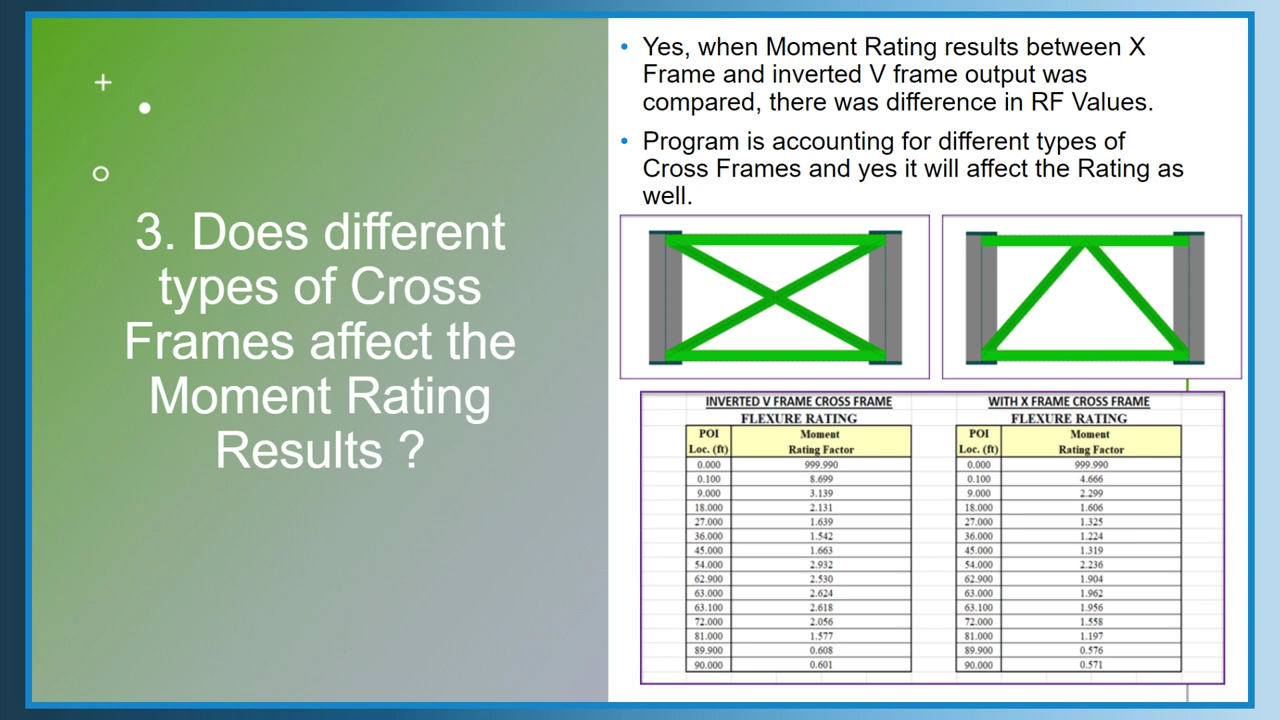 3. Does different
types of Cross
Frames affect the
Moment Rating
Results ?
• Yes, when Moment Rating results between X
Frame and inverted V frame output was
compared, there was difference in RF Values.
• Program is accounting for different types of
Cross Frames and yes it will affect the Rating as
well.
INVERTED V FRAME CROSS FRAME
FLEXURE RATING
POI Moment
Loc. (ft) Rating Factor
0.000 999.990
0.100 8.699
9.000 3.139
18.000 2.131
27.000 1.639
36.000 1.542
45.000 1.663
54.000 2.932
62.900 2.530
63.000 2.624
63.100 2.618
72.000 2.056
81.000 1.577
89.900 0.608
90.000 0.601
WITH X FRAME CROSS FRAME
FLEXURE RATING
POI Moment
Loc. (ft) Rating Factor
0.000 999.990
0.100 4.666
9.000 2.299
18.000 1.606
27.000 1.325
36.000 1.224
45.000 1.319
54.000 2.236
62.900 1.904
63.000 1.962
63.100 1.956
72.000 1.558
81.000 1.197
89.900 0.576
90.000 0.571